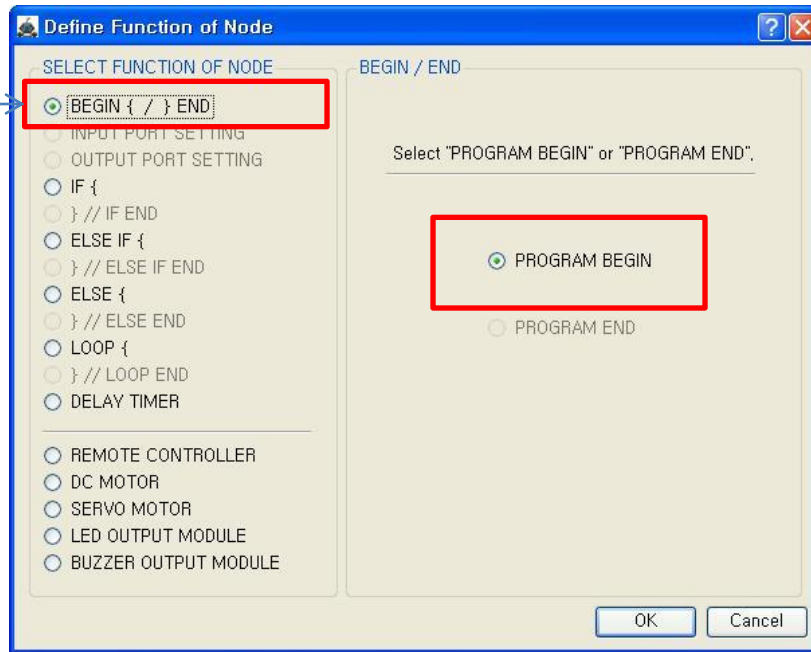 Define Function of Node
SELECT FUNCTION OF NODE
BEGIN { / } END
INPUT PORT SETTING
OUTPUT PORT SETTING
IF {
} // IF END
ELSE IF {
} // ELSE IF END
ELSE {
} // ELSE END
LOOP {
} // LOOP END
DELAY TIMER
REMOTE CONTROLLER
DC MOTOR
SERVO MOTOR
LED OUTPUT MODULE
BUZZER OUTPUT MODULE
BEGIN / END
Select "PROGRAM BEGIN" or "PROGRAM END",
PROGRAM BEGIN
PROGRAM END
OK
Cancel